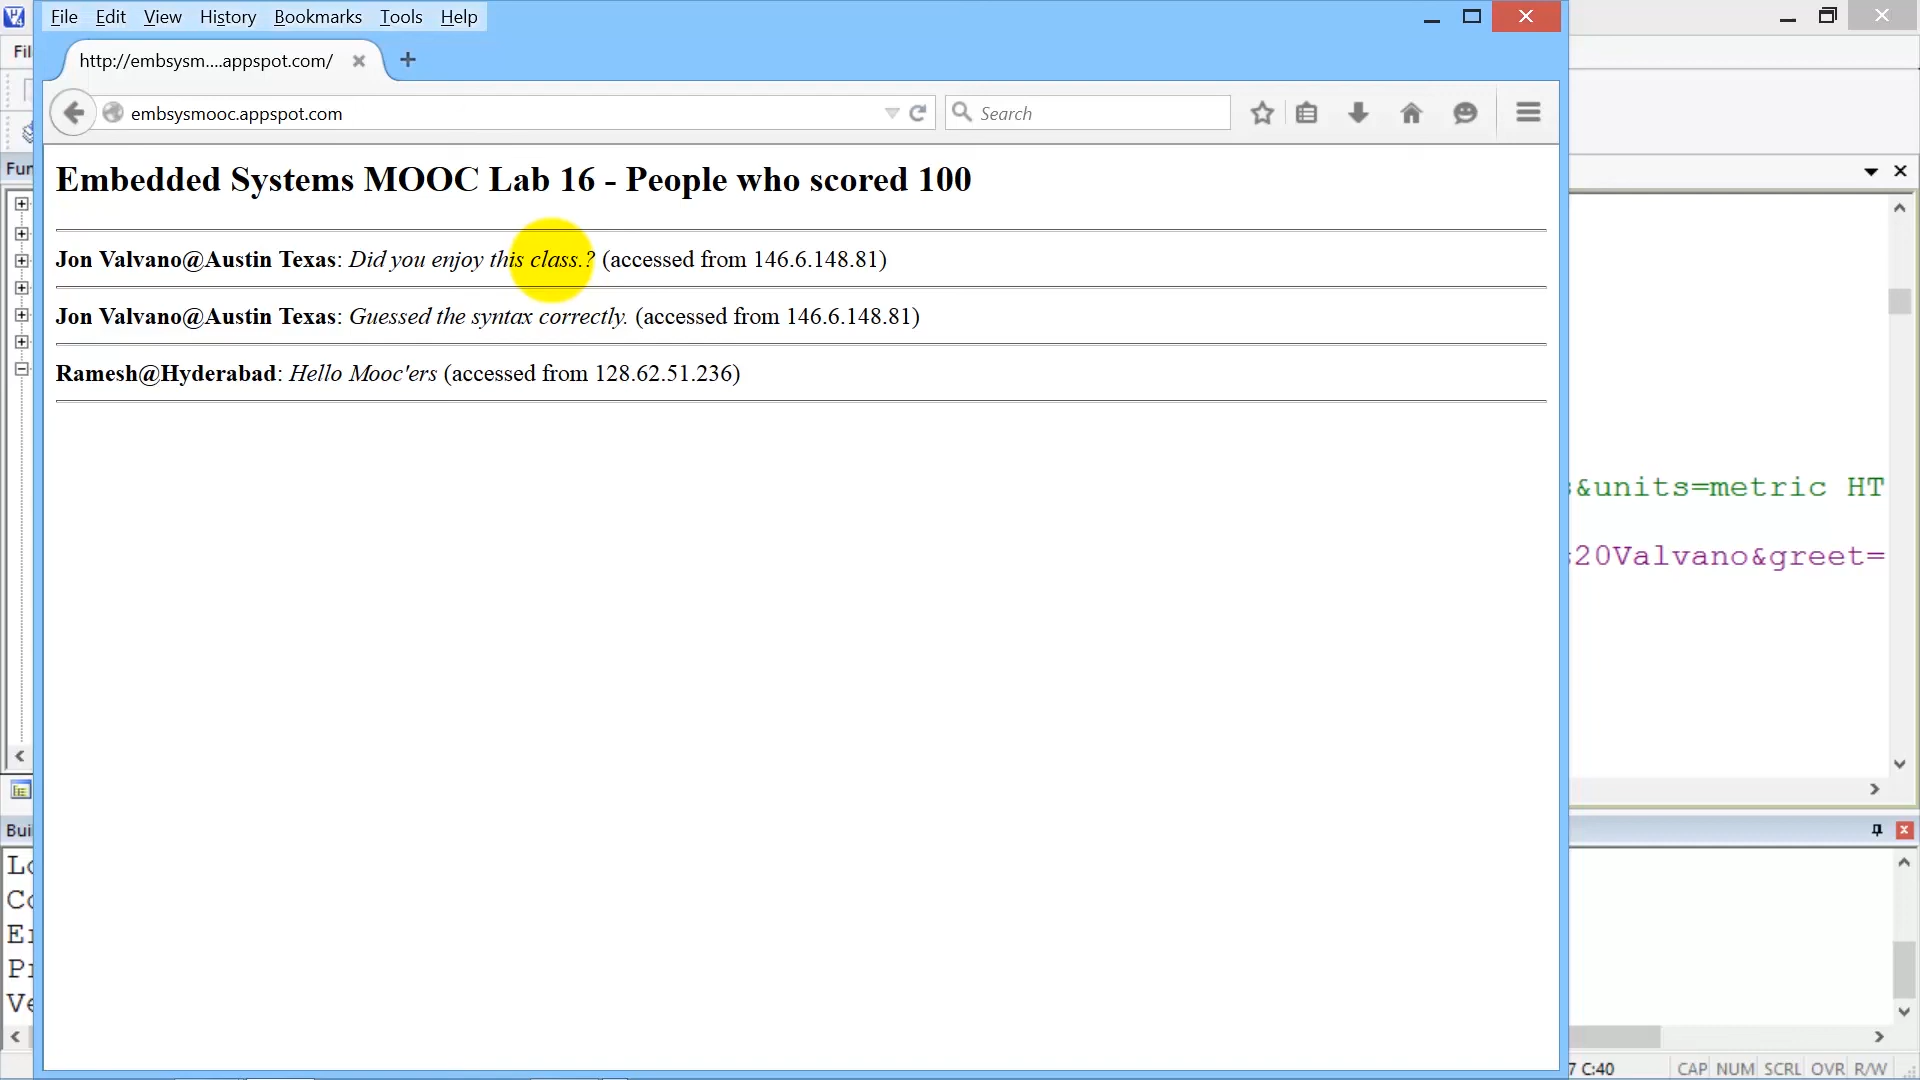 File Edit View History Bookmarks Tools Help
http://embsysm....appspot.com/
embsysmooc.appspot.com
Search
Embedded Systems MOOC Lab 16 - People who scored 100
Jon Valvano@Austin Texas: Did you enjoy this class.? (accessed from 146.6.148.81)
Jon Valvano@Austin Texas: Guessed the syntax correctly. (accessed from 146.6.148.81)
Ramesh@Hyderabad: Hello Mooc'ers (accessed from 128.62.51.236)
&units=metric HT
20Valvano&greet=
C:40 CAP NUM SCRL OVR R/W